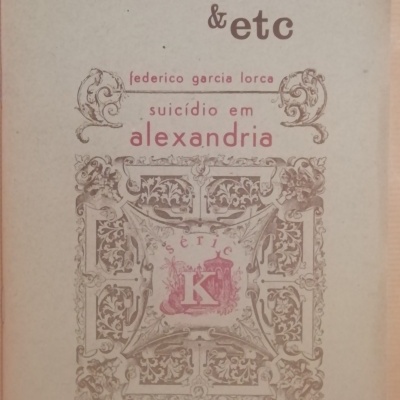 & etc
federico garcia lorca
suicídio em
alexandria
série
K